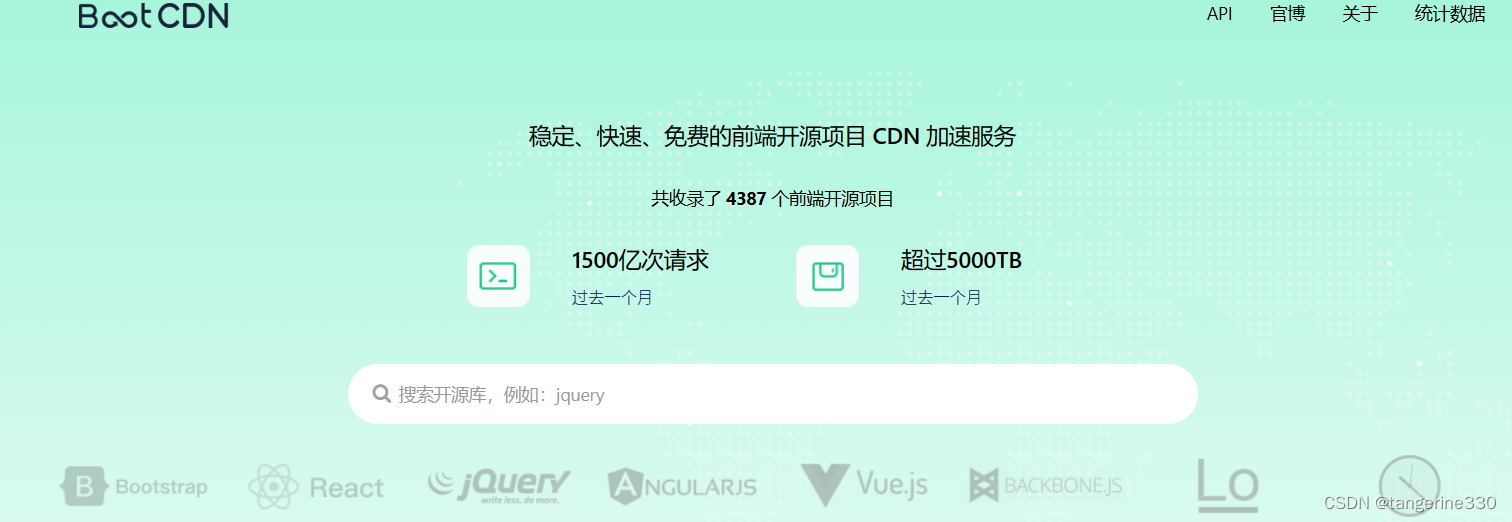 BootCDN
API 官博 关于 统计数据
稳定、快速、免费的前端开源项目 CDN 加速服务
共收录了 4387 个前端开源项目
1500亿次请求
过去一个月
超过5000TB
过去一个月
搜索开源库，例如：jquery
B Bootstrap
React
jQuery
write less, do more.
A ANGULARJS
Vue.js
BACKBONE.JS
Lo
CSDN @tangerine330